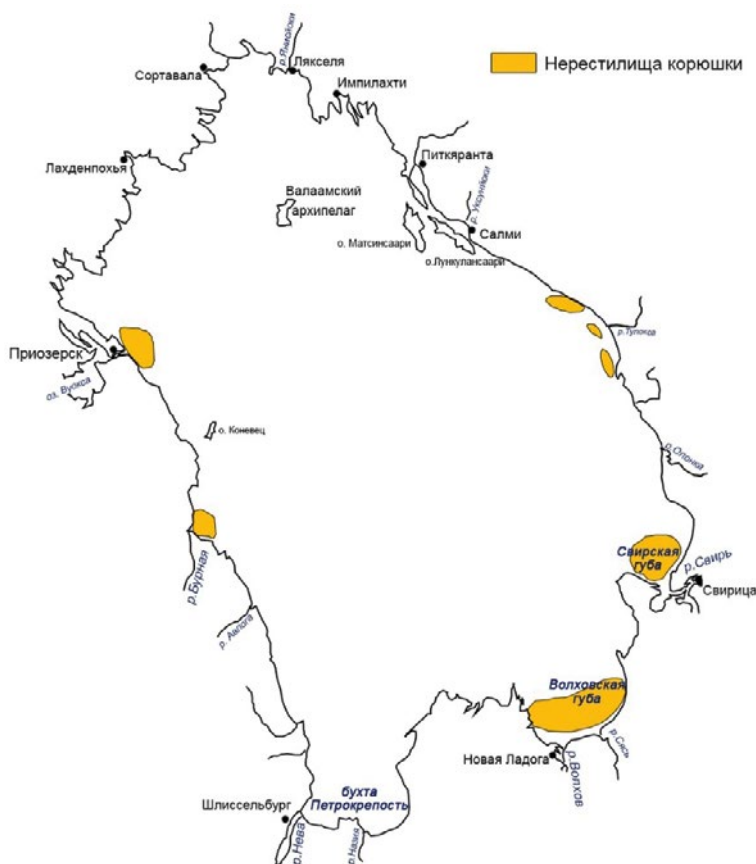 р.Янисйоки
Ляскеля
Сортавала
Импилахти
Нерестилища корюшки
Лахденпохья
Питкяранта
Валаамский
архипелаг
р. Уксунйоки
о. Матсинсаари
Салми
о.Лункулансаари
р.Тулокса
Приозерск
оз. Вуокса
о. Коневец
р.Олонка
р.Бурная
Свирская
губа
р.Свирь
Свирица
р. Авлога
Волховская
губа
Новая Ладога
р.Волхов
р.Сясь
бухта
Петрокрепость
Шлиссельбург
р.Нева
р.Назия